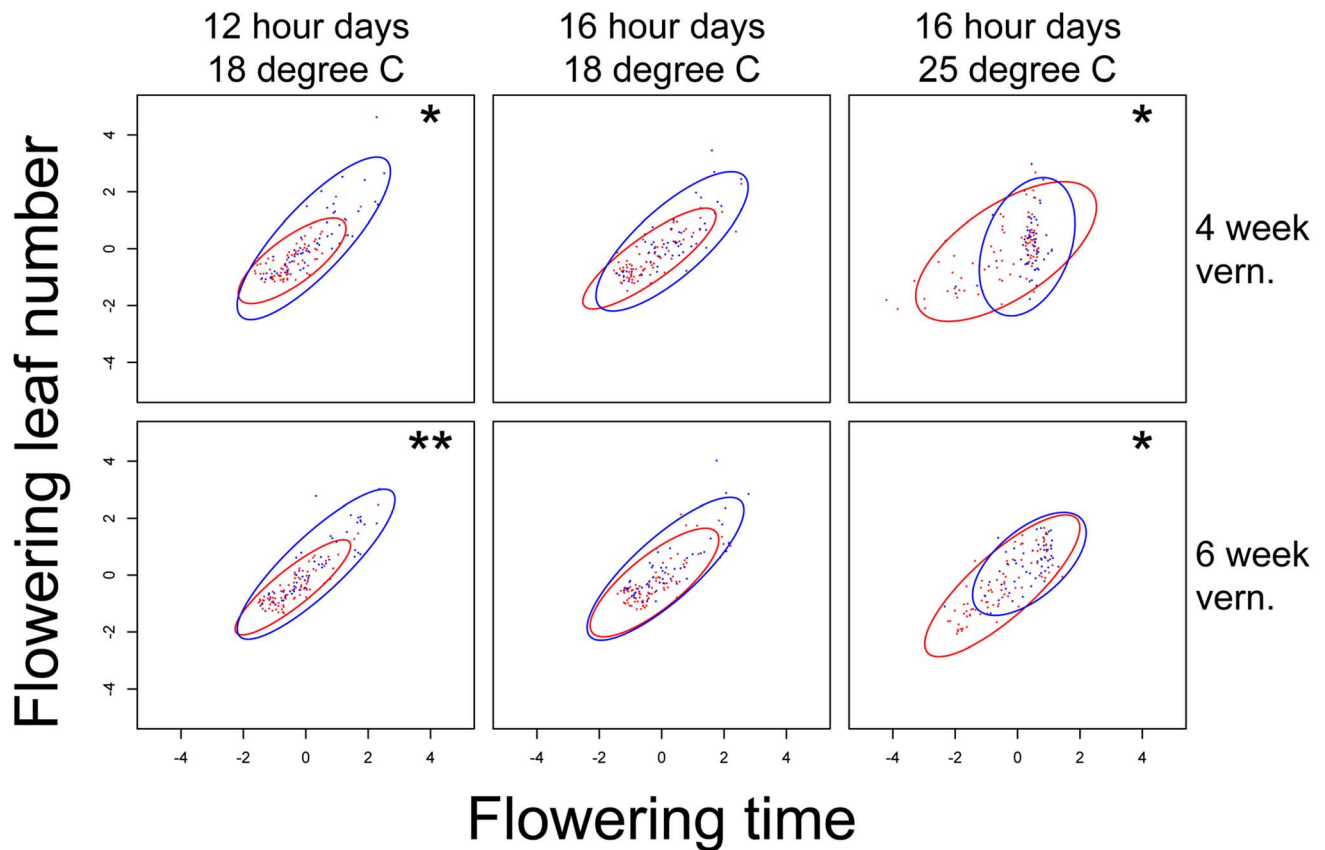 12 hour days
18 degree C
16 hour days
18 degree C
16 hour days
25 degree C
Flowering leaf number
4
2
0
-2
-4
*
*
4 week
vern.
4
2
0
-2
-4
**
*
6 week
vern.
-4 -2 0 2 4
-4 -2 0 2 4
-4 -2 0 2 4
Flowering time